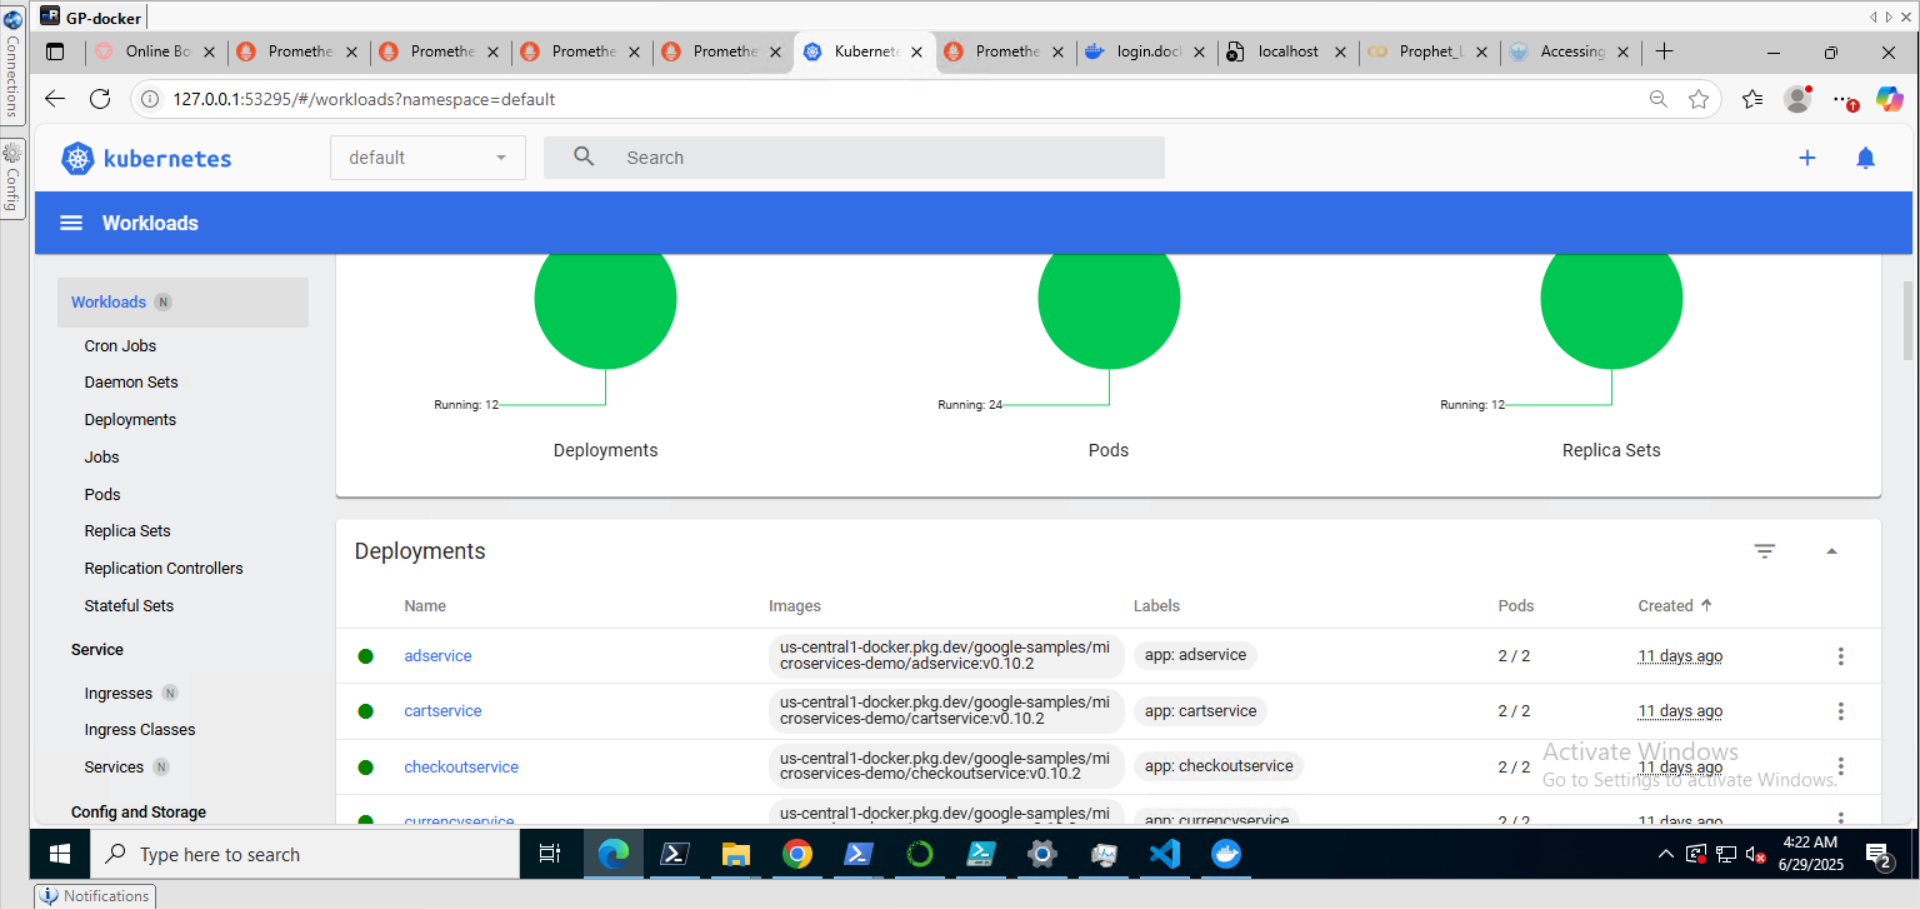 GP-docker
Connections
Config
Online Bo
Promethe
Promethe
Promethe
Promethe
Kubernete
Promethe
login.doc
localhost
Prophet_
Accessing
127.0.0.1:53295/#/workloads?namespace=default
kubernetes
default
Search
Workloads
Workloads N
Cron Jobs
Daemon Sets
Deployments
Jobs
Pods
Replica Sets
Replication Controllers
Stateful Sets
Service
Ingresses N
Ingress Classes
Services N
Config and Storage
Running: 12
Deployments
Running: 24
Pods
Running: 12
Replica Sets
Deployments
Name Images Labels Pods Created
adservice
us-central1-docker.pkg.dev/google-samples/mi
croservices-demo/adservice:v0.10.2
app: adservice
2 / 2
11 days ago
cartservice
us-central1-docker.pkg.dev/google-samples/mi
croservices-demo/cartservice:v0.10.2
app: cartservice
2 / 2
11 days ago
checkoutservice
us-central1-docker.pkg.dev/google-samples/mi
croservices-demo/checkoutservice:v0.10.2
app: checkoutservice
2 / 2
11 days ago
currencyservice
us-central1-docker.pkg.dev/google-samples/mi
app: currencyservice
2 / 2
11 days ago
Activate Windows
Go to Settings to activate Windows.
Type here to search
4:22 AM
6/29/2025
2
Notifications